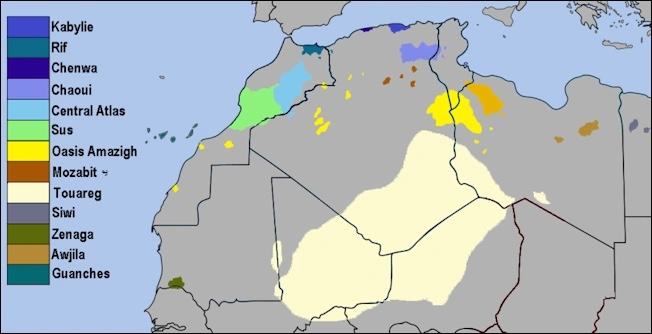 Kabylie
Rif
Chenwa
Chaoui
Central Atlas
Sus
Oasis Amazigh
Mozabit
Touareg
Siwi
Zenaga
Awjila
Guanches